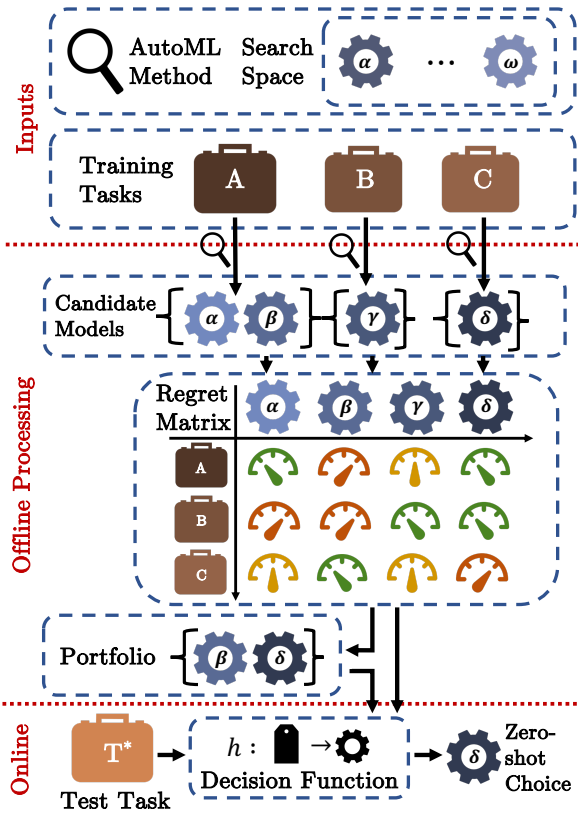 Inputs
AutoML Search
Method Space
α ... ω
Training
Tasks
A B C
Offline Processing
Candidate
Models
{ α β } { γ } { δ }
Regret
Matrix
α β γ δ
A
B
C
Portfolio { β δ }
Online
T*
Test Task
h : →
Decision Function
δ
Zero-
shot
Choice